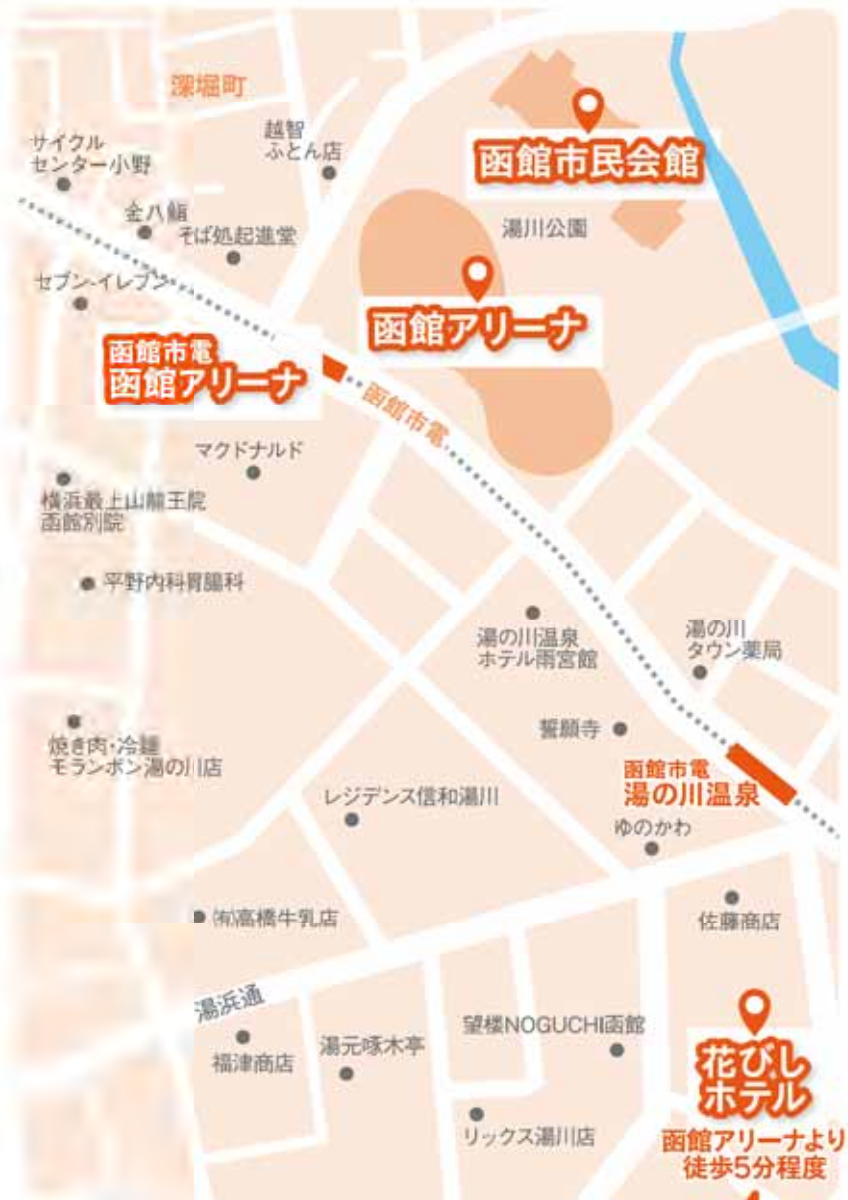 深堀町
サイクル
センター小野
越智
ふとん店
函館市民会館
金八鮨
そば処起進堂
湯川公園
セブン-イレブン
函館アリーナ
函館市電
函館アリーナ
函館市電
マクドナルド
横浜最上山龍王院
函館別院
平野内科胃腸科
湯の川温泉
ホテル雨宮館
湯の川
タウン薬局
焼き肉・冷麺
モランボン湯の川店
誓願寺
函館市電
湯の川温泉
レジデンス信和湯川
ゆのかわ
㈲高橋牛乳店
佐藤商店
湯浜通
福津商店
湯元啄木亭
望楼NOGUCHI函館
花びし
ホテル
リックス湯川店
函館アリーナより
徒歩5分程度